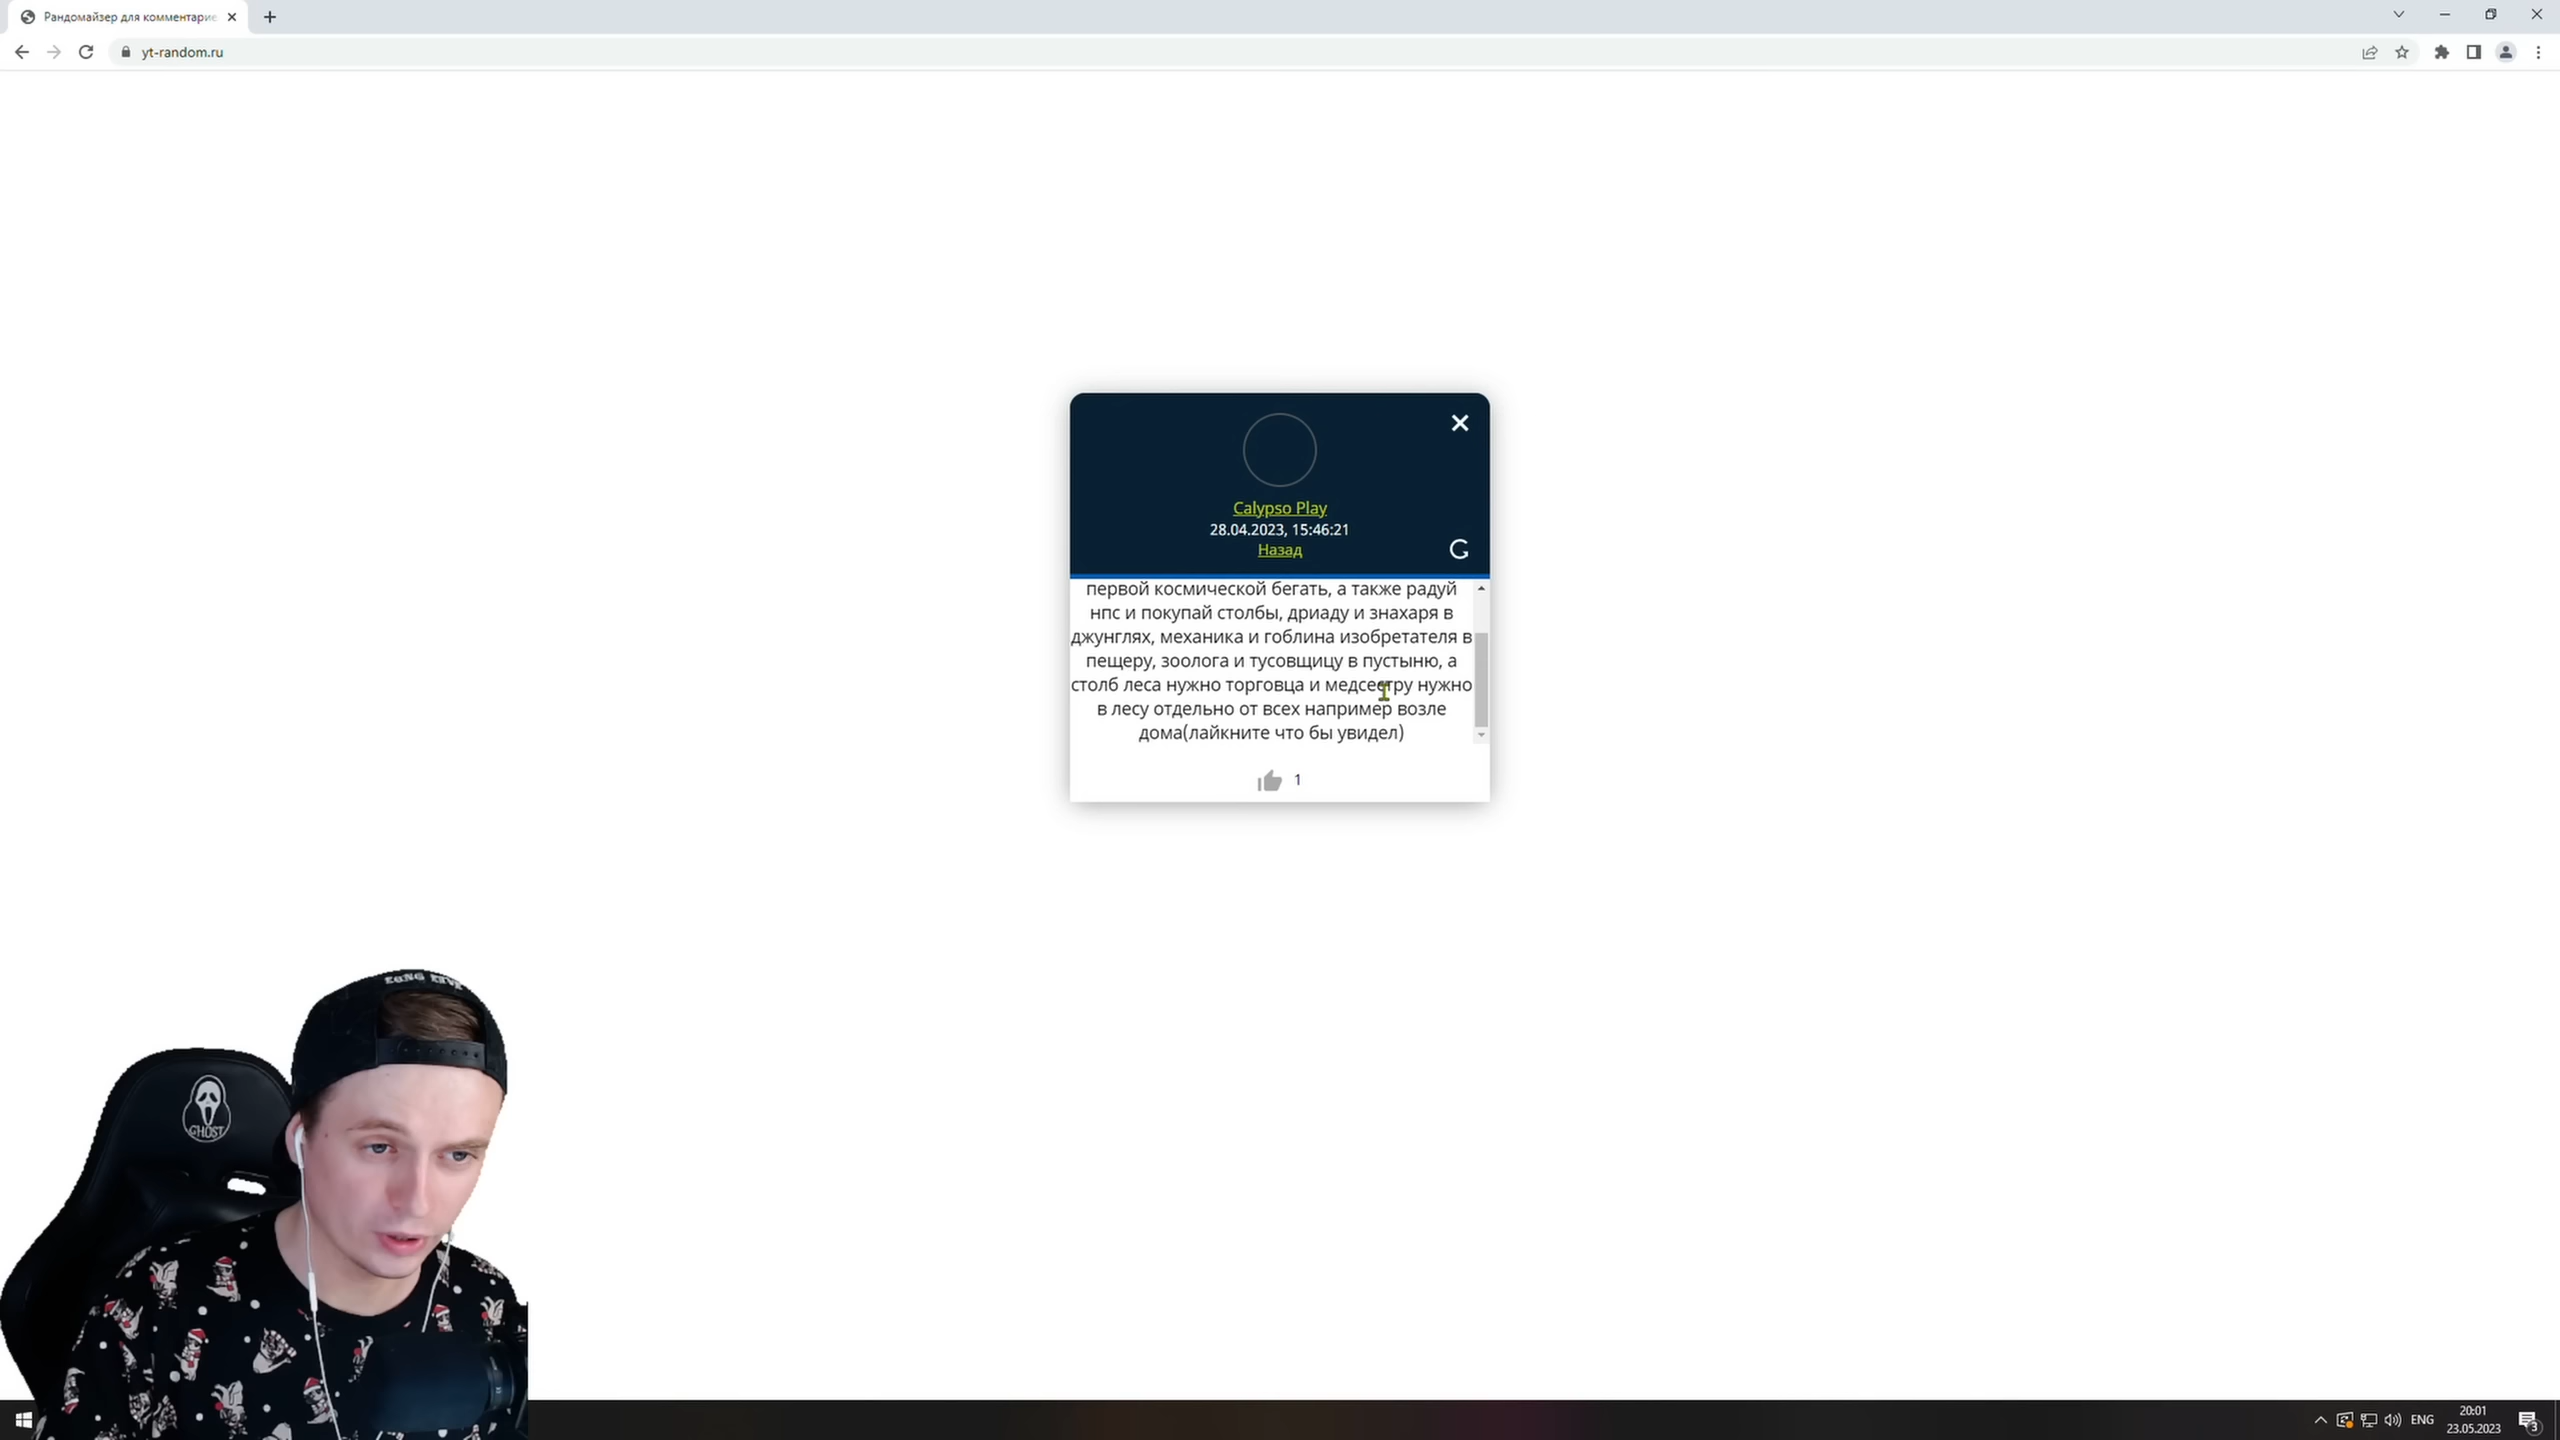 Рандомайзер для комментарие
yt-random.ru
Calypso Play
28.04.2023, 15:46:21
Назад
первой космической бегать, а также радуй
нпс и покупай столбы, дриаду и знахаря в
джунглях, механика и гоблина изобретателя в
пещеру, зоолога и тусовщицу в пустыню, а
столб леса нужно торговца и медсестру нужно
в лесу отдельно от всех например возле
дома(лайкните что бы увидел)
1
GHOST
ENG
20:01
23.05.2023
3